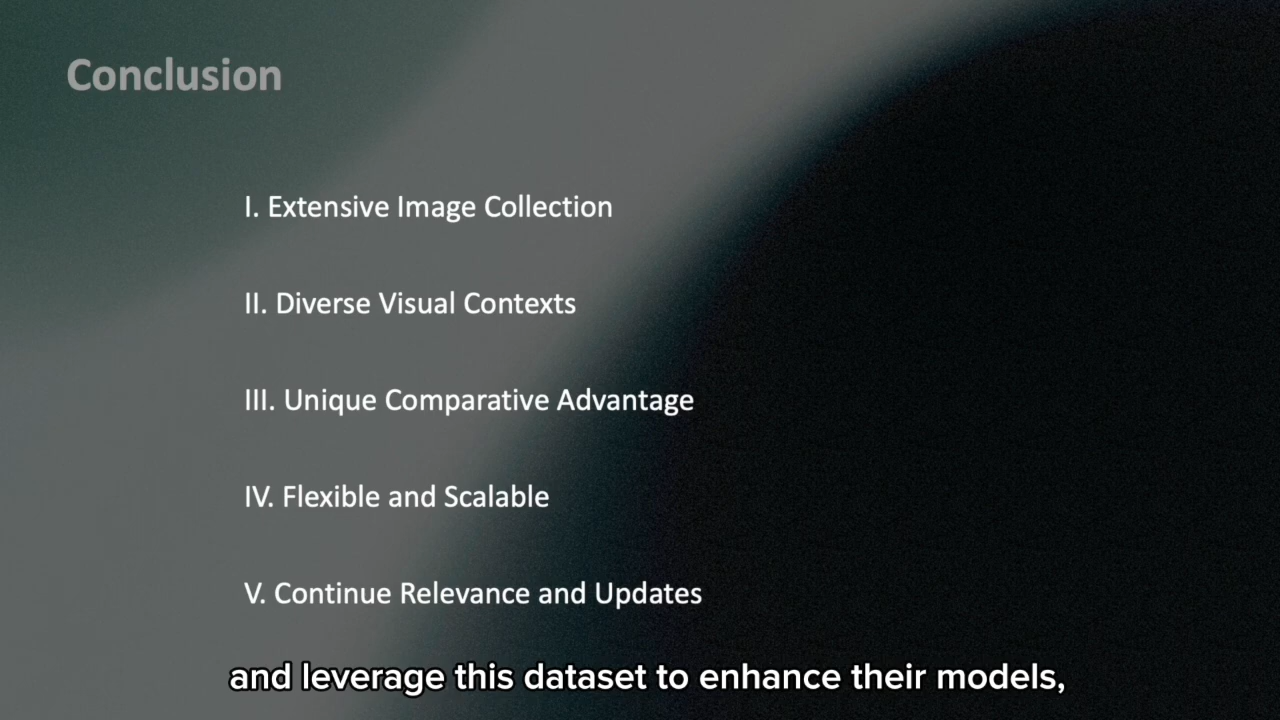 Conclusion
I. Extensive Image Collection
II. Diverse Visual Contexts
III. Unique Comparative Advantage
IV. Flexible and Scalable
V. Continue Relevance and Updates
and leverage this dataset to enhance their models,